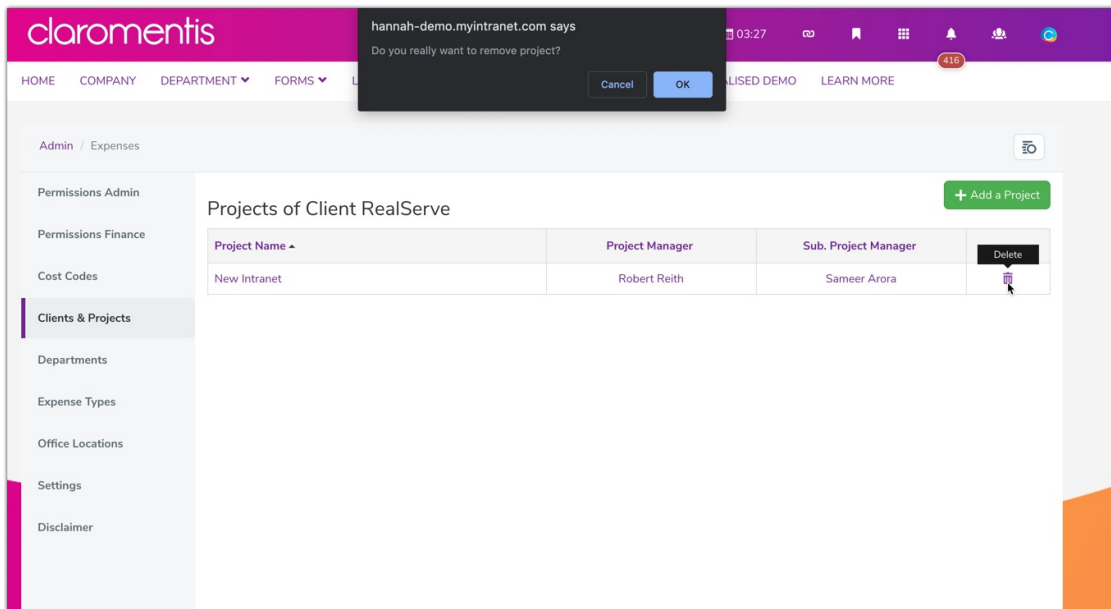 claromentis
hannah-demo.myintranet.com says
Do you really want to remove project?
Cancel
OK
03:27
416
HOME
COMPANY
DEPARTMENT
FORMS
L
LISED DEMO
LEARN MORE
Admin / Expenses
Permissions Admin
Permissions Finance
Cost Codes
Clients & Projects
Departments
Expense Types
Office Locations
Settings
Disclaimer
Projects of Client RealServe
+ Add a Project
Project Name
Project Manager
Sub. Project Manager
Delete
New Intranet
Robert Reith
Sameer Arora